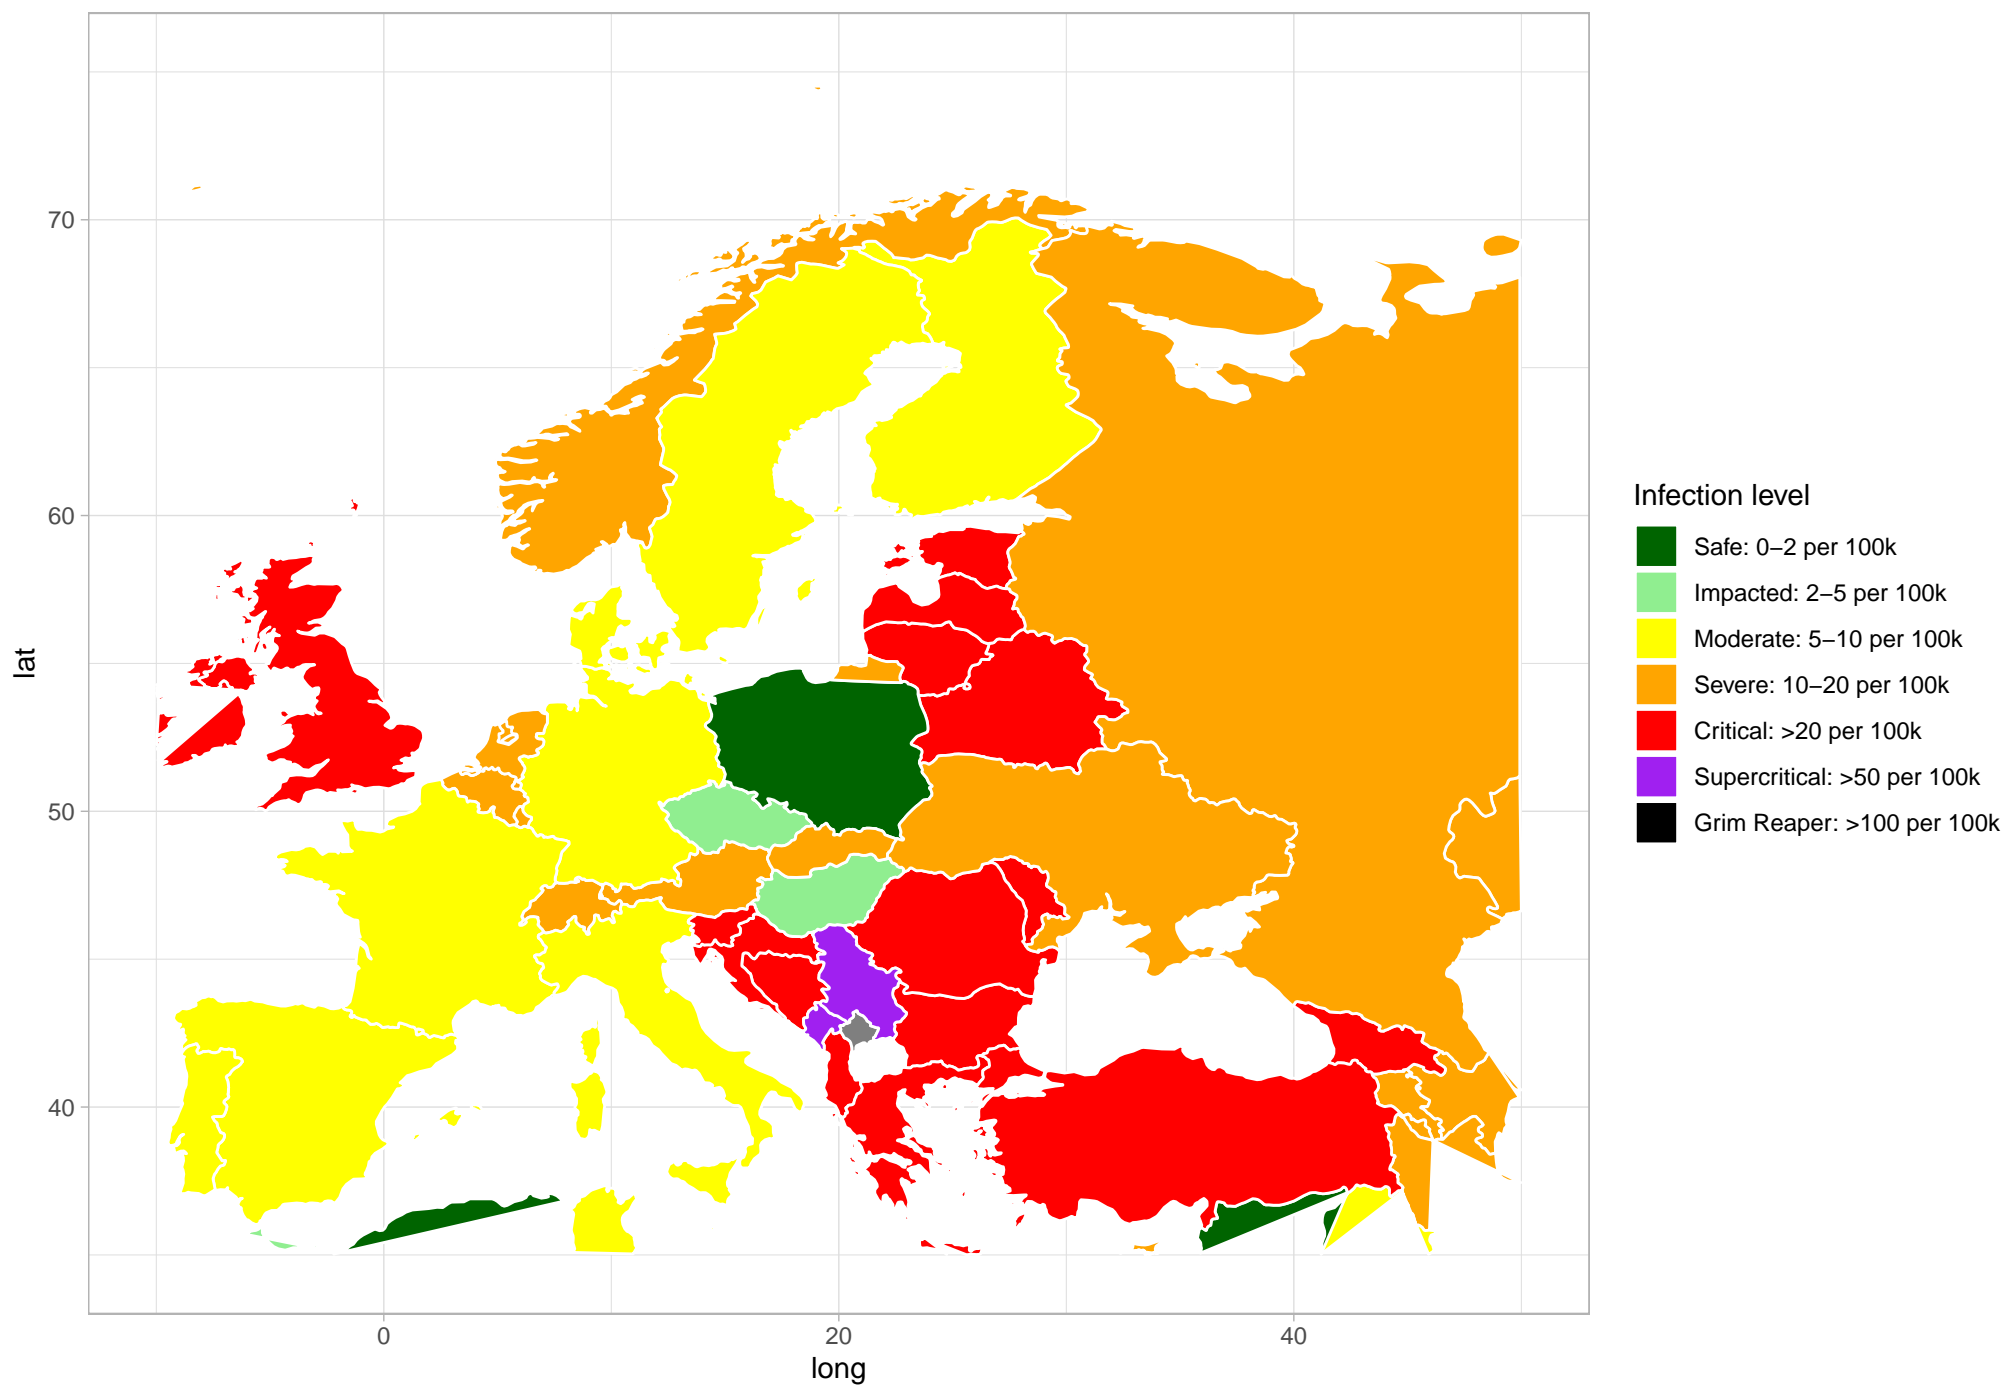 70
60
50
40
lat
0
20
40
long
Infection level
Safe: 0–2 per 100k
Impacted: 2–5 per 100k
Moderate: 5–10 per 100k
Severe: 10–20 per 100k
Critical: >20 per 100k
Supercritical: >50 per 100k
Grim Reaper: >100 per 100k